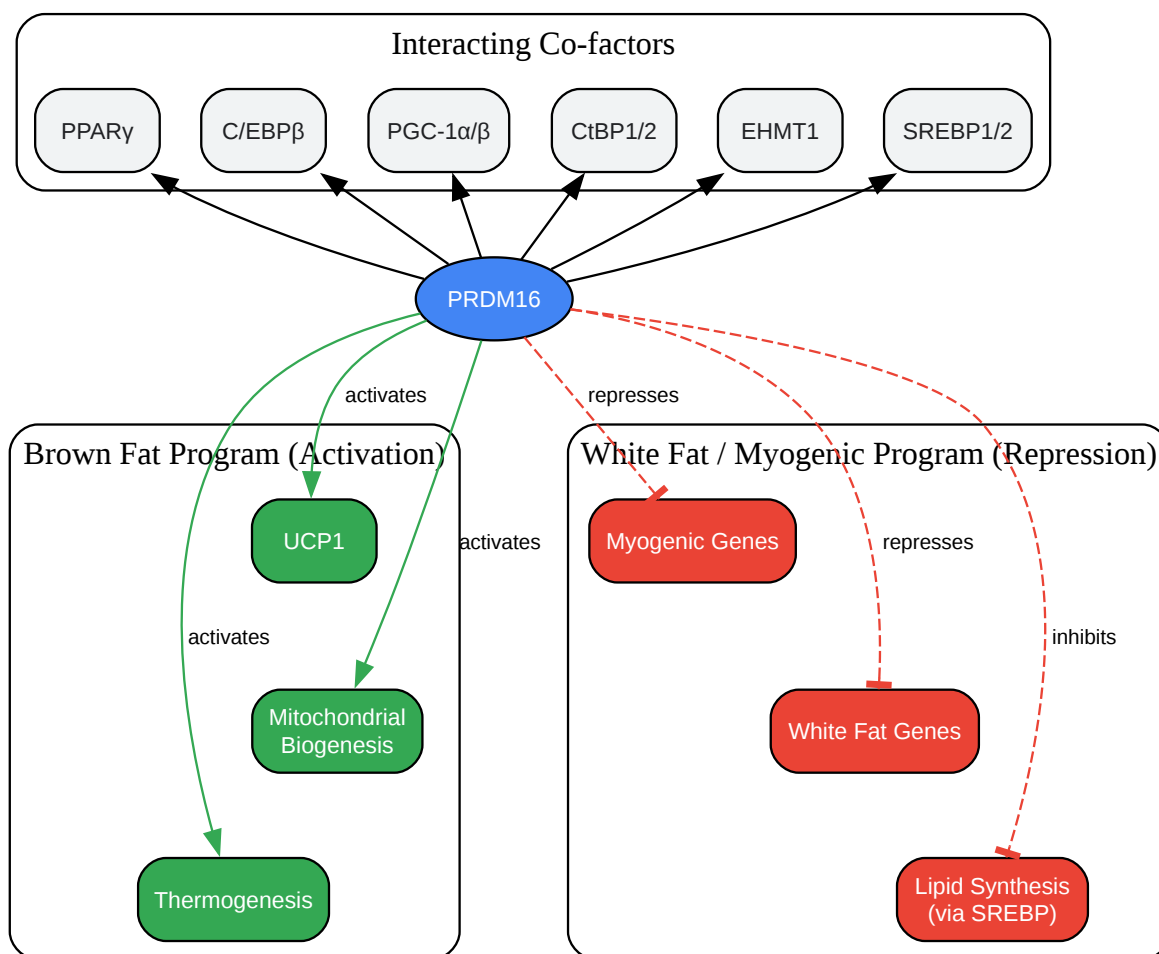 Interacting Co-factors
PPARγ
C/EBPβ
PGC-1α/β
CtBP1/2
EHMT1
SREBP1/2
PRDM16
activates
represses
Brown Fat Program (Activation)
White Fat / Myogenic Program (Repression)
UCP1
activates
Myogenic Genes
represses
activates
inhibits
Mitochondrial
Biogenesis
White Fat Genes
Thermogenesis
Lipid Synthesis
(via SREBP)